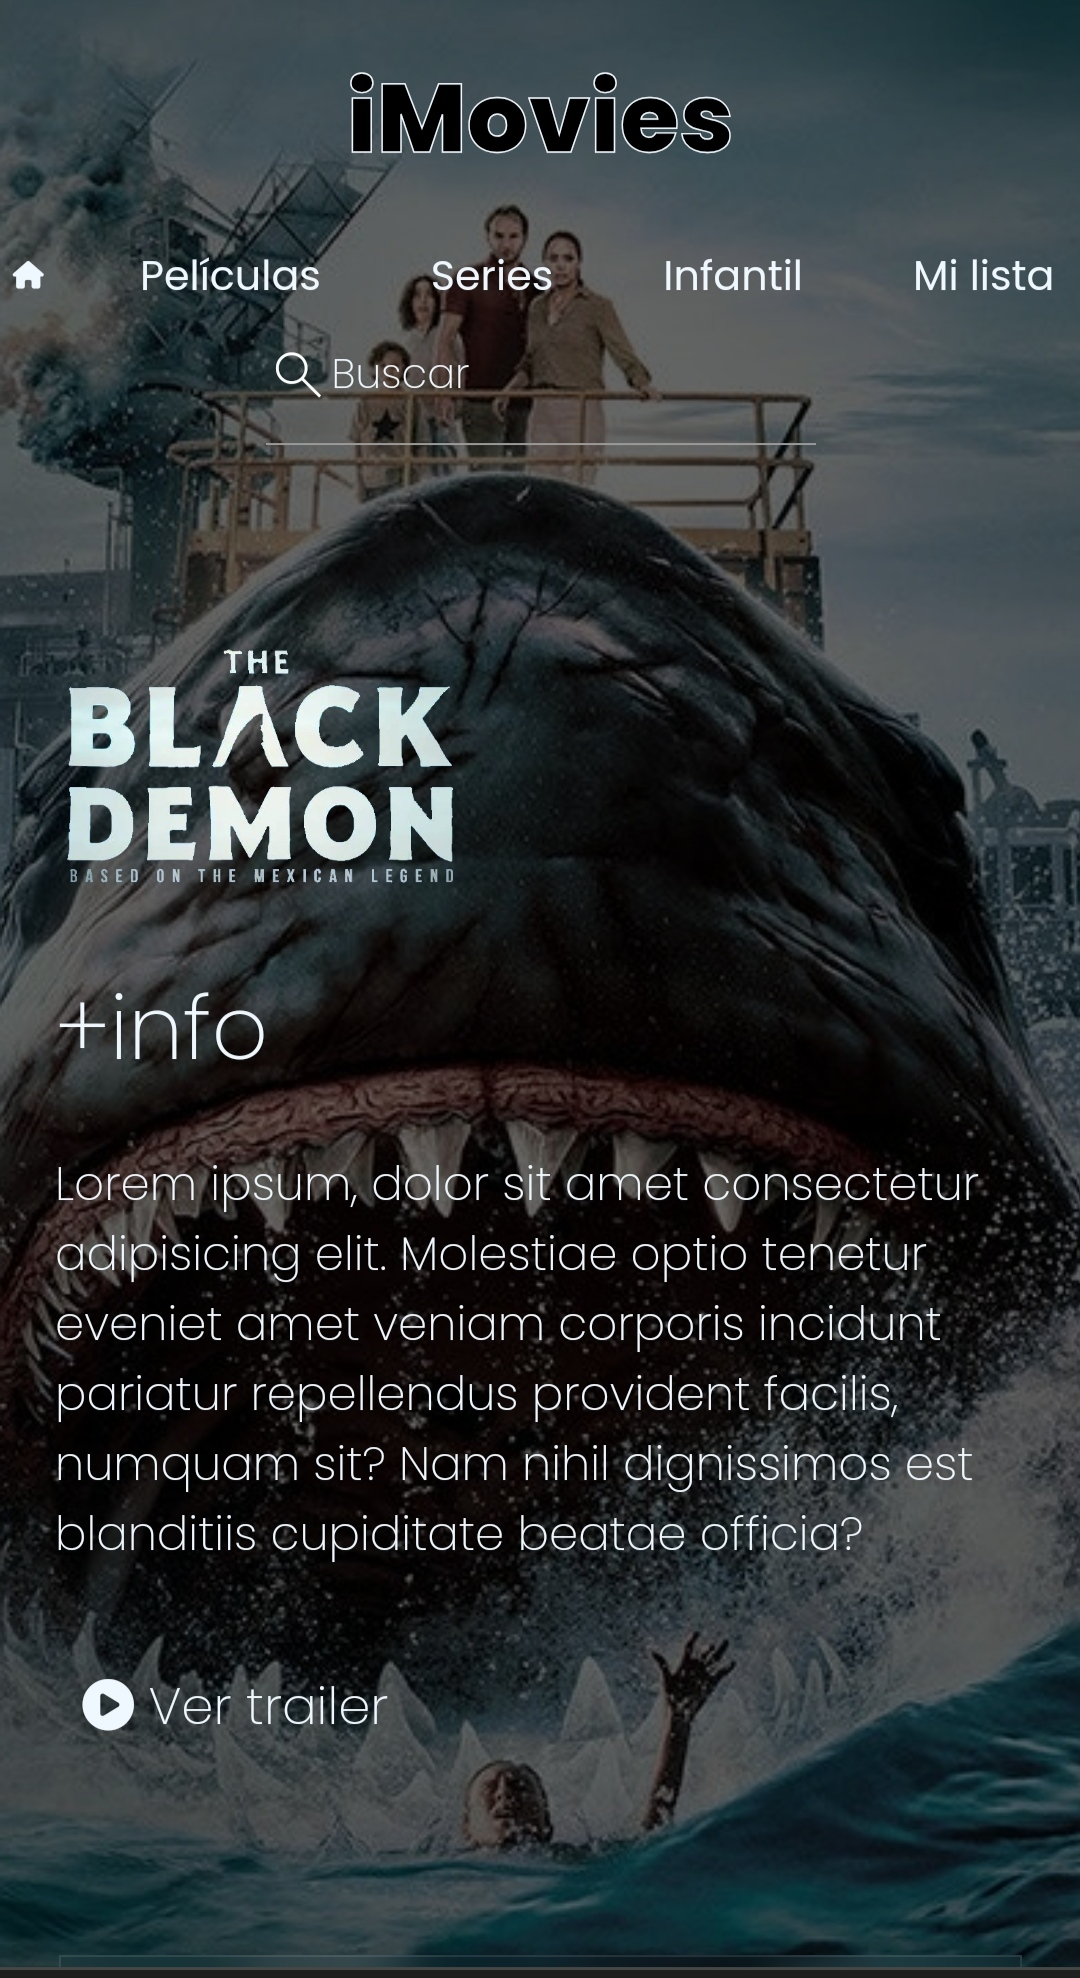 iMovies
Películas Series Infantil Mi lista
Buscar
THE
BLACK
DEMON
BASED ON THE MEXICAN LEGEND
+info
Lorem ipsum, dolor sit amet consectetur
adipisicing elit. Molestiae optio tenetur
eveniet amet veniam corporis incidunt
pariatur repellendus provident facilis,
numquam sit? Nam nihil dignissimos est
blanditiis cupiditate beatae officia?
Ver trailer